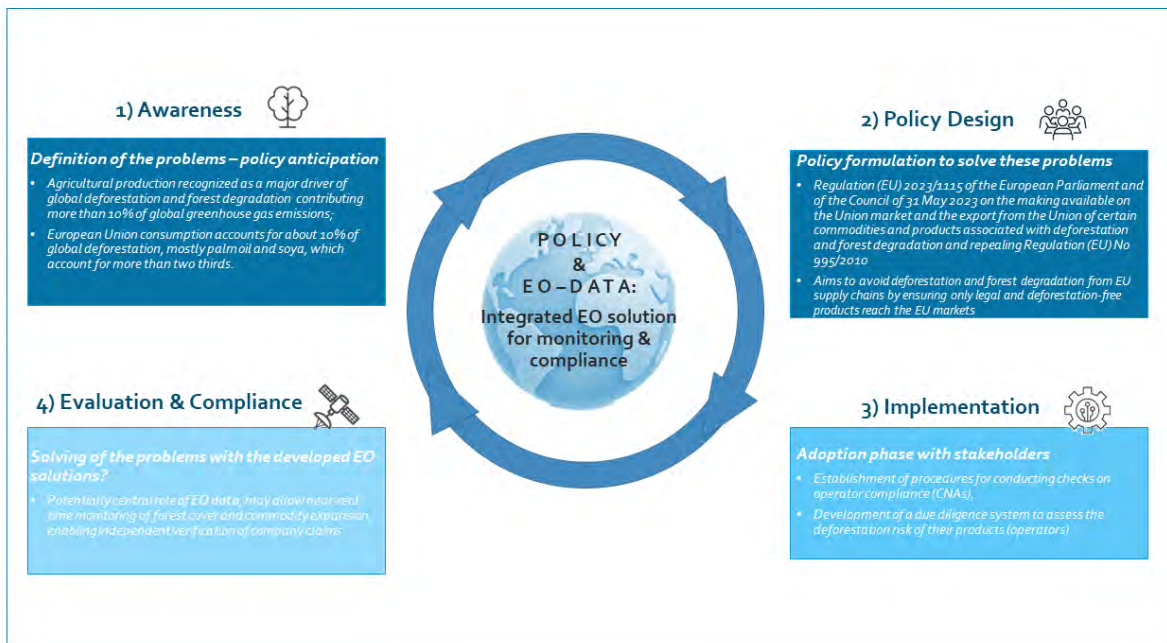 1) Awareness
Definition of the problems – policy anticipation
• Agricultural production recognized as a major driver of
global deforestation and forest degradation contributing
more than 10% of global greenhouse gas emissions;
• European Union consumption accounts for about 10% of
global deforestation, mostly palm oil and soya, which
account for more than two thirds.
2) Policy Design
Policy formulation to solve these problems
• Regulation (EU) 2023/1115 of the European Parliament and
of the Council of 31 May 2023 on the making available on
the Union market and the export from the Union of certain
commodities and products associated with deforestation
and forest degradation and repealing Regulation (EU) No
995/2010
• Aims to avoid deforestation and forest degradation from EU
supply chains by ensuring only legal and deforestation-free
products reach the EU markets
POLICY
&
EO–DATA:
Integrated EO solution
for monitoring &
compliance
3) Implementation
Adoption phase with stakeholders
• Establishment of procedures for conducting checks on
operator compliance (CNAs),
• Development of a due diligence system to assess the
deforestation risk of their products (operators)
4) Evaluation & Compliance
Solving of the problems with the developed EO
solutions?
• Potentially central role of EO data, may allow near-real
time monitoring of forest cover and commodity expansion,
enabling independent verification of company claims